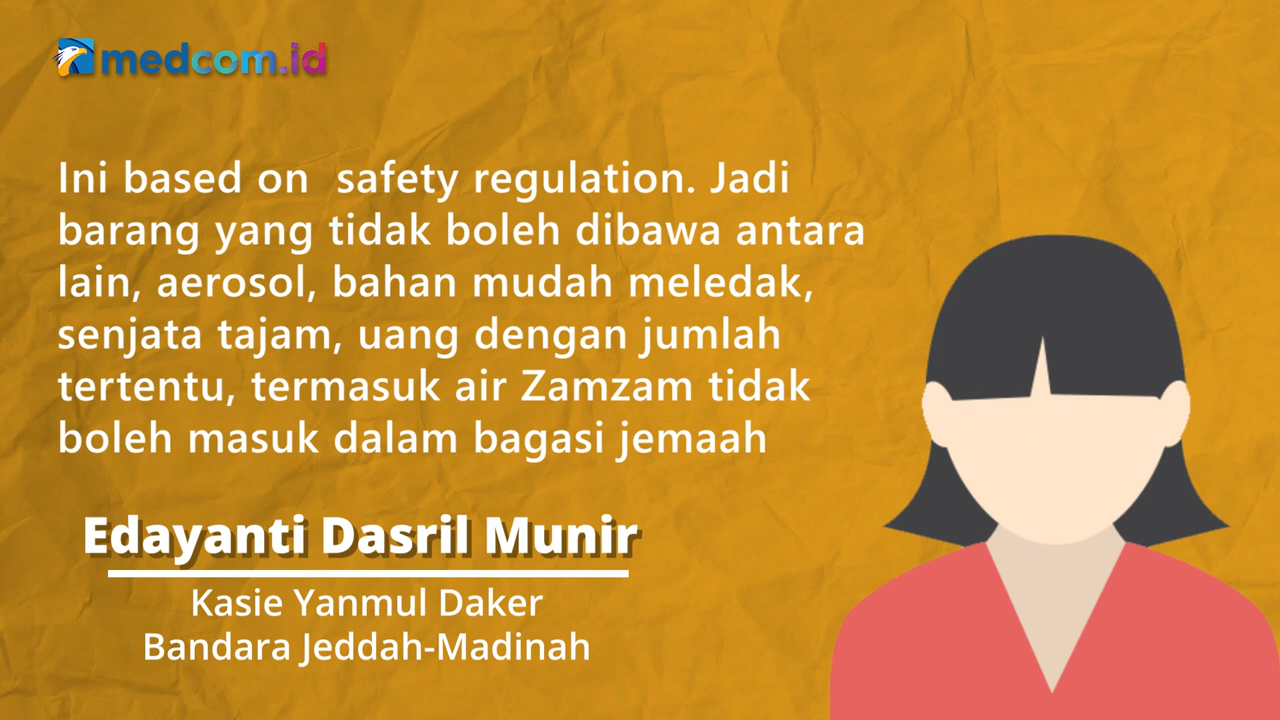 medcom.id
Ini based on  safety regulation. Jadi
barang yang tidak boleh dibawa antara
lain, aerosol, bahan mudah meledak,
senjata tajam, uang dengan jumlah
tertentu, termasuk air Zamzam tidak
boleh masuk dalam bagasi jemaah
Edayanti Dasril Munir
Kasie Yanmul Daker
Bandara Jeddah-Madinah